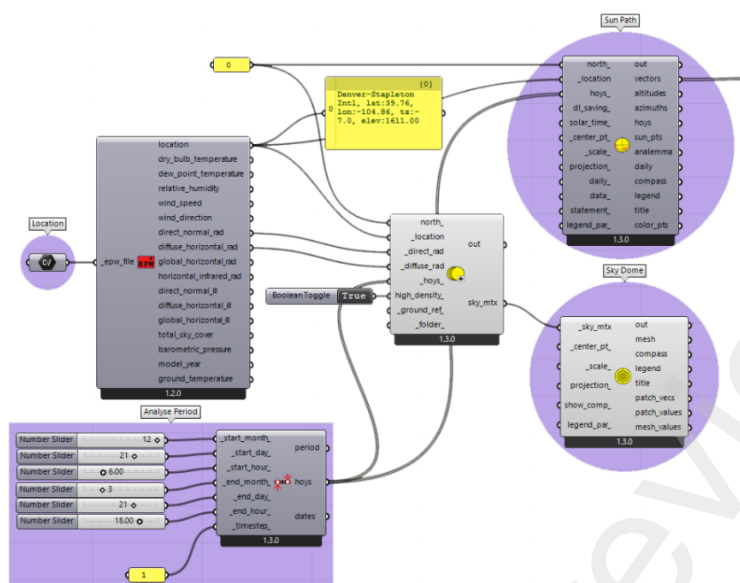 Sun Path
0
{0}
0
Denver-Stapleton
Intl, lat:39.76,
lon:-104.86, tz:-
7.0, elev:1611.00
north_
_location
hoys_
dl_saving_
solar_time_
_center_pt_
_scale_
projection_
daily_
data_
statement_
legend_par_
out
vectors
altitudes
azimuths
hoys
sun_pts
analemma
daily
compass
legend
title
color_pts
1.3.0
Location
_epw_file
EPW
location
dry_bulb_temperature
dew_point_temperature
relative_humidity
wind_speed
wind_direction
direct_normal_rad
diffuse_horizontal_rad
global_horizontal_rad
horizontal_infrared_rad
direct_normal_ill
diffuse_horizontal_ill
global_horizontal_ill
total_sky_cover
barometric_pressure
model_year
ground_temperature
1.2.0
Boolean Toggle True
north_
_location
_direct_rad
_diffuse_rad
_hoys_
high_density_
_ground_ref_
_folder_
out
sky_mtx
1.3.0
Sky Dome
_sky_mtx
_center_pt_
_scale_
projection_
show_comp_
legend_par_
out
mesh
compass
legend
title
patch_vecs
patch_values
mesh_values
1.3.0
Analyse Period
Number Slider 12
Number Slider 21
Number Slider 6.00
Number Slider 3
Number Slider 21
Number Slider 18.00
1
_start_month_
_start_day_
_start_hour_
_end_month_
_end_day_
_end_hour_
_timestep_
period
hoys
dates
1.3.0